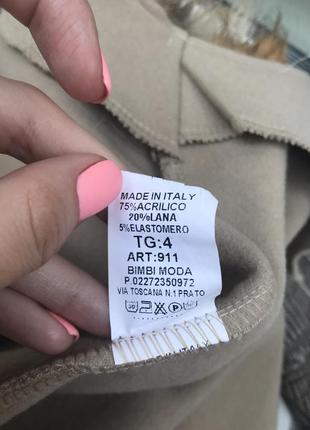 MADE IN ITALY
75%ACRILICO
20%LANA
5%ELASTOMERO
TG:4
ART:911
BIMBI MODA
P.02272350972
VIA TOSCANA N.1 PRATO
30